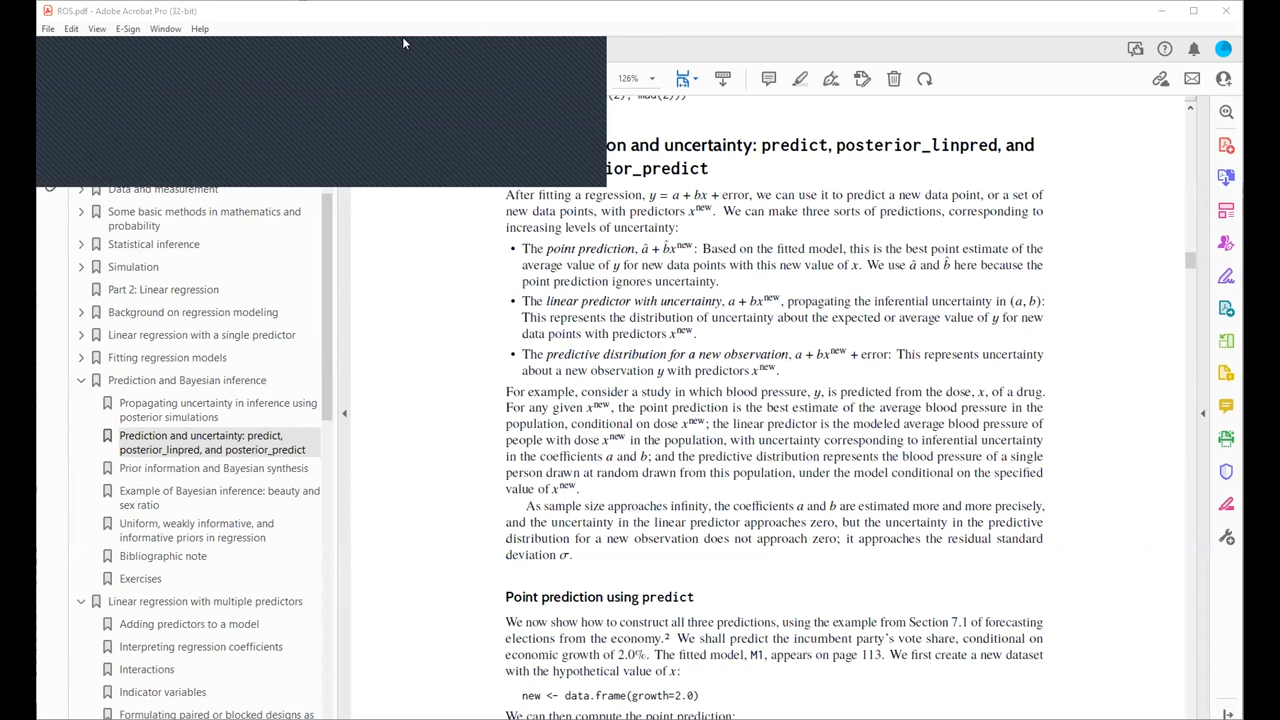 ROS.pdf - Adobe Acrobat Pro (32-bit)
File Edit View E-Sign Window Help
126%
Data and measurement
Some basic methods in mathematics and
probability
Statistical inference
Simulation
Part 2: Linear regression
Background on regression modeling
Linear regression with a single predictor
Fitting regression models
Prediction and Bayesian inference
Propagating uncertainty in inference using
posterior simulations
Prediction and uncertainty: predict,
posterior_linpred, and posterior_predict
Prior information and Bayesian synthesis
Example of Bayesian inference: beauty and
sex ratio
Uniform, weakly informative, and
informative priors in regression
Bibliographic note
Exercises
Linear regression with multiple predictors
Adding predictors to a model
Interpreting regression coefficients
Interactions
Indicator variables
Formulating paired or blocked designs as
on and uncertainty: predict, posterior_linpred, and
ior_predict
After fitting a regression, y = a + bx + error, we can use it to predict a new data point, or a set of
new data points, with predictors xⁿᵉʷ. We can make three sorts of predictions, corresponding to
increasing levels of uncertainty:
• The point prediction, â + b̂xⁿᵉʷ: Based on the fitted model, this is the best point estimate of the
average value of y for new data points with this new value of x. We use â and b̂ here because the
point prediction ignores uncertainty.
• The linear predictor with uncertainty, a + bxⁿᵉʷ, propagating the inferential uncertainty in (a, b):
This represents the distribution of uncertainty about the expected or average value of y for new
data points with predictors xⁿᵉʷ.
• The predictive distribution for a new observation, a + bxⁿᵉʷ + error: This represents uncertainty
about a new observation y with predictors xⁿᵉʷ.
For example, consider a study in which blood pressure, y, is predicted from the dose, x, of a drug.
For any given xⁿᵉʷ, the point prediction is the best estimate of the average blood pressure in the
population, conditional on dose xⁿᵉʷ; the linear predictor is the modeled average blood pressure of
people with dose xⁿᵉʷ in the population, with uncertainty corresponding to inferential uncertainty
in the coefficients a and b; and the predictive distribution represents the blood pressure of a single
person drawn at random drawn from this population, under the model conditional on the specified
value of xⁿᵉʷ.
As sample size approaches infinity, the coefficients a and b are estimated more and more precisely,
and the uncertainty in the linear predictor approaches zero, but the uncertainty in the predictive
distribution for a new observation does not approach zero; it approaches the residual standard
deviation σ.
Point prediction using predict
We now show how to construct all three predictions, using the example from Section 7.1 of forecasting
elections from the economy.² We shall predict the incumbent party's vote share, conditional on
economic growth of 2.0%. The fitted model, M1, appears on page 113. We first create a new dataset
with the hypothetical value of x:
new <- data.frame(growth=2.0)
We can then compute the point prediction: